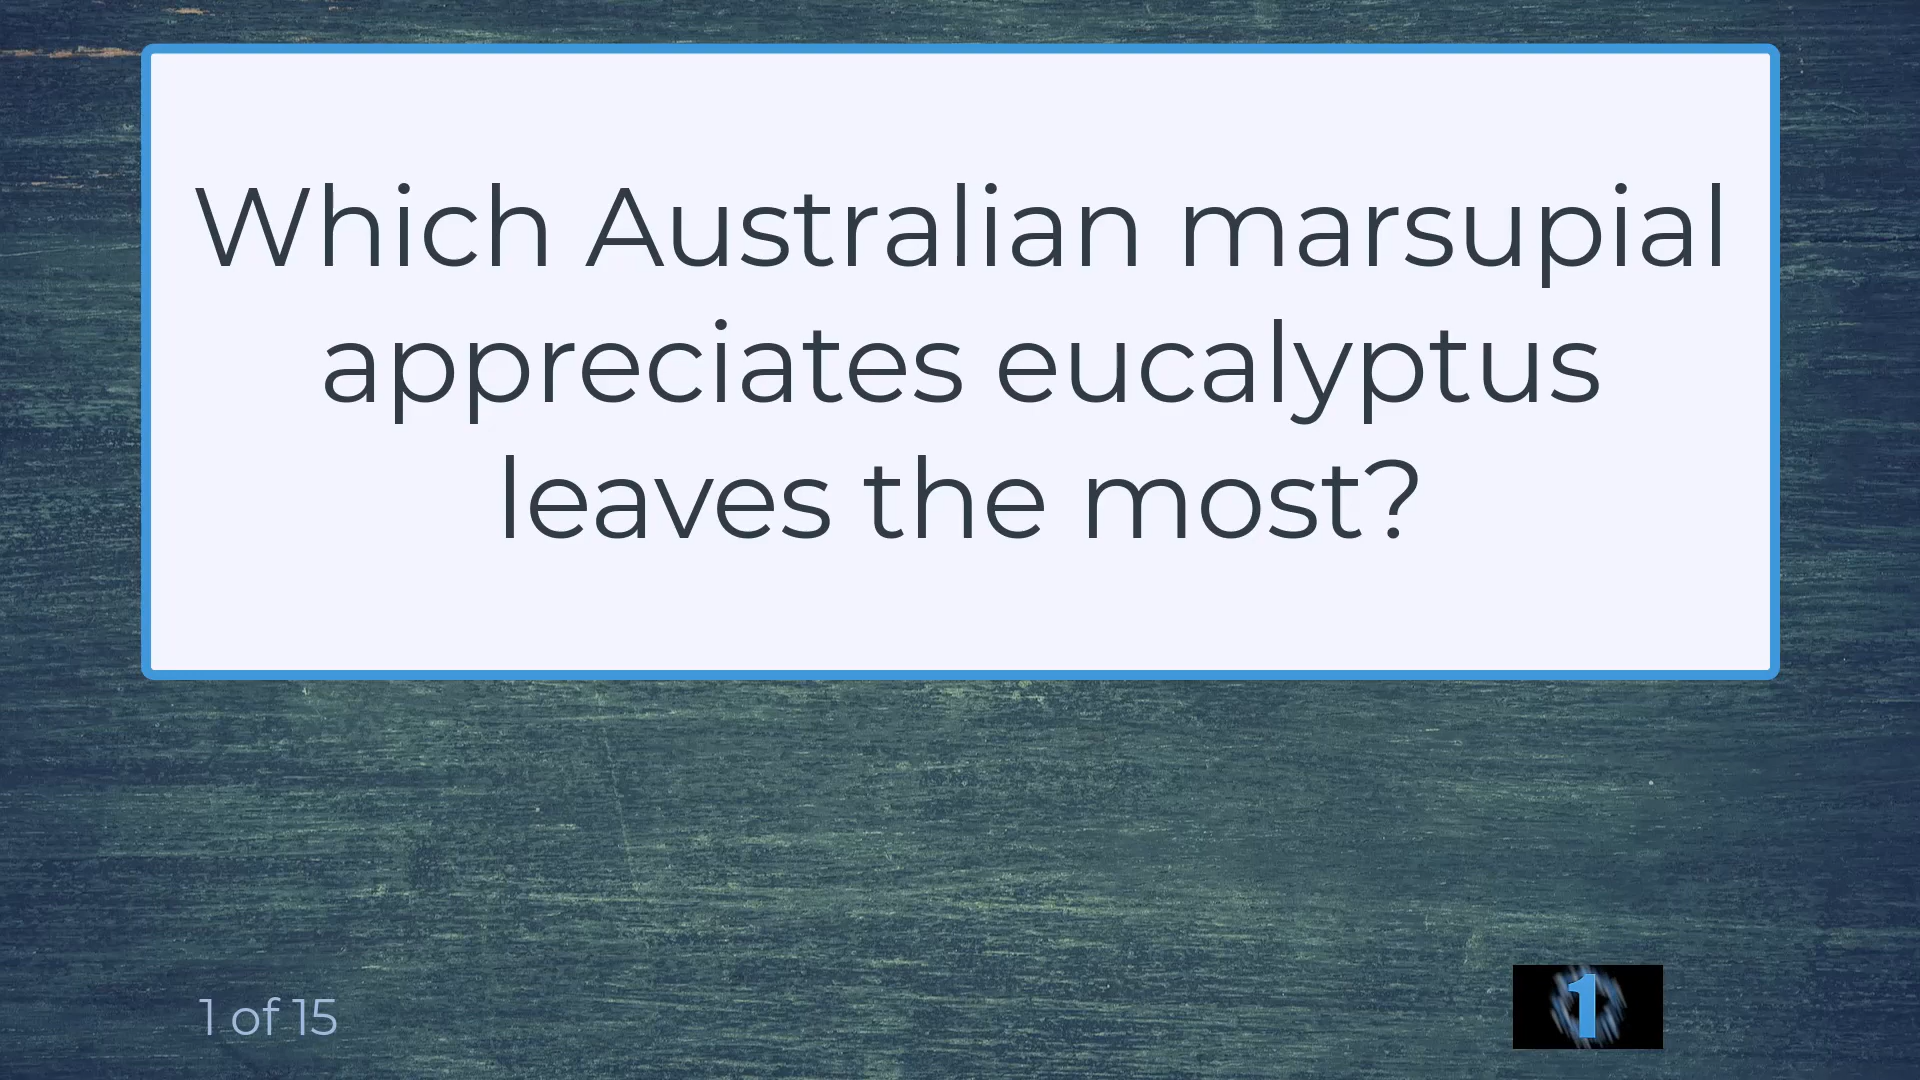 Which Australian marsupial
appreciates eucalyptus
leaves the most?
1 of 15
1